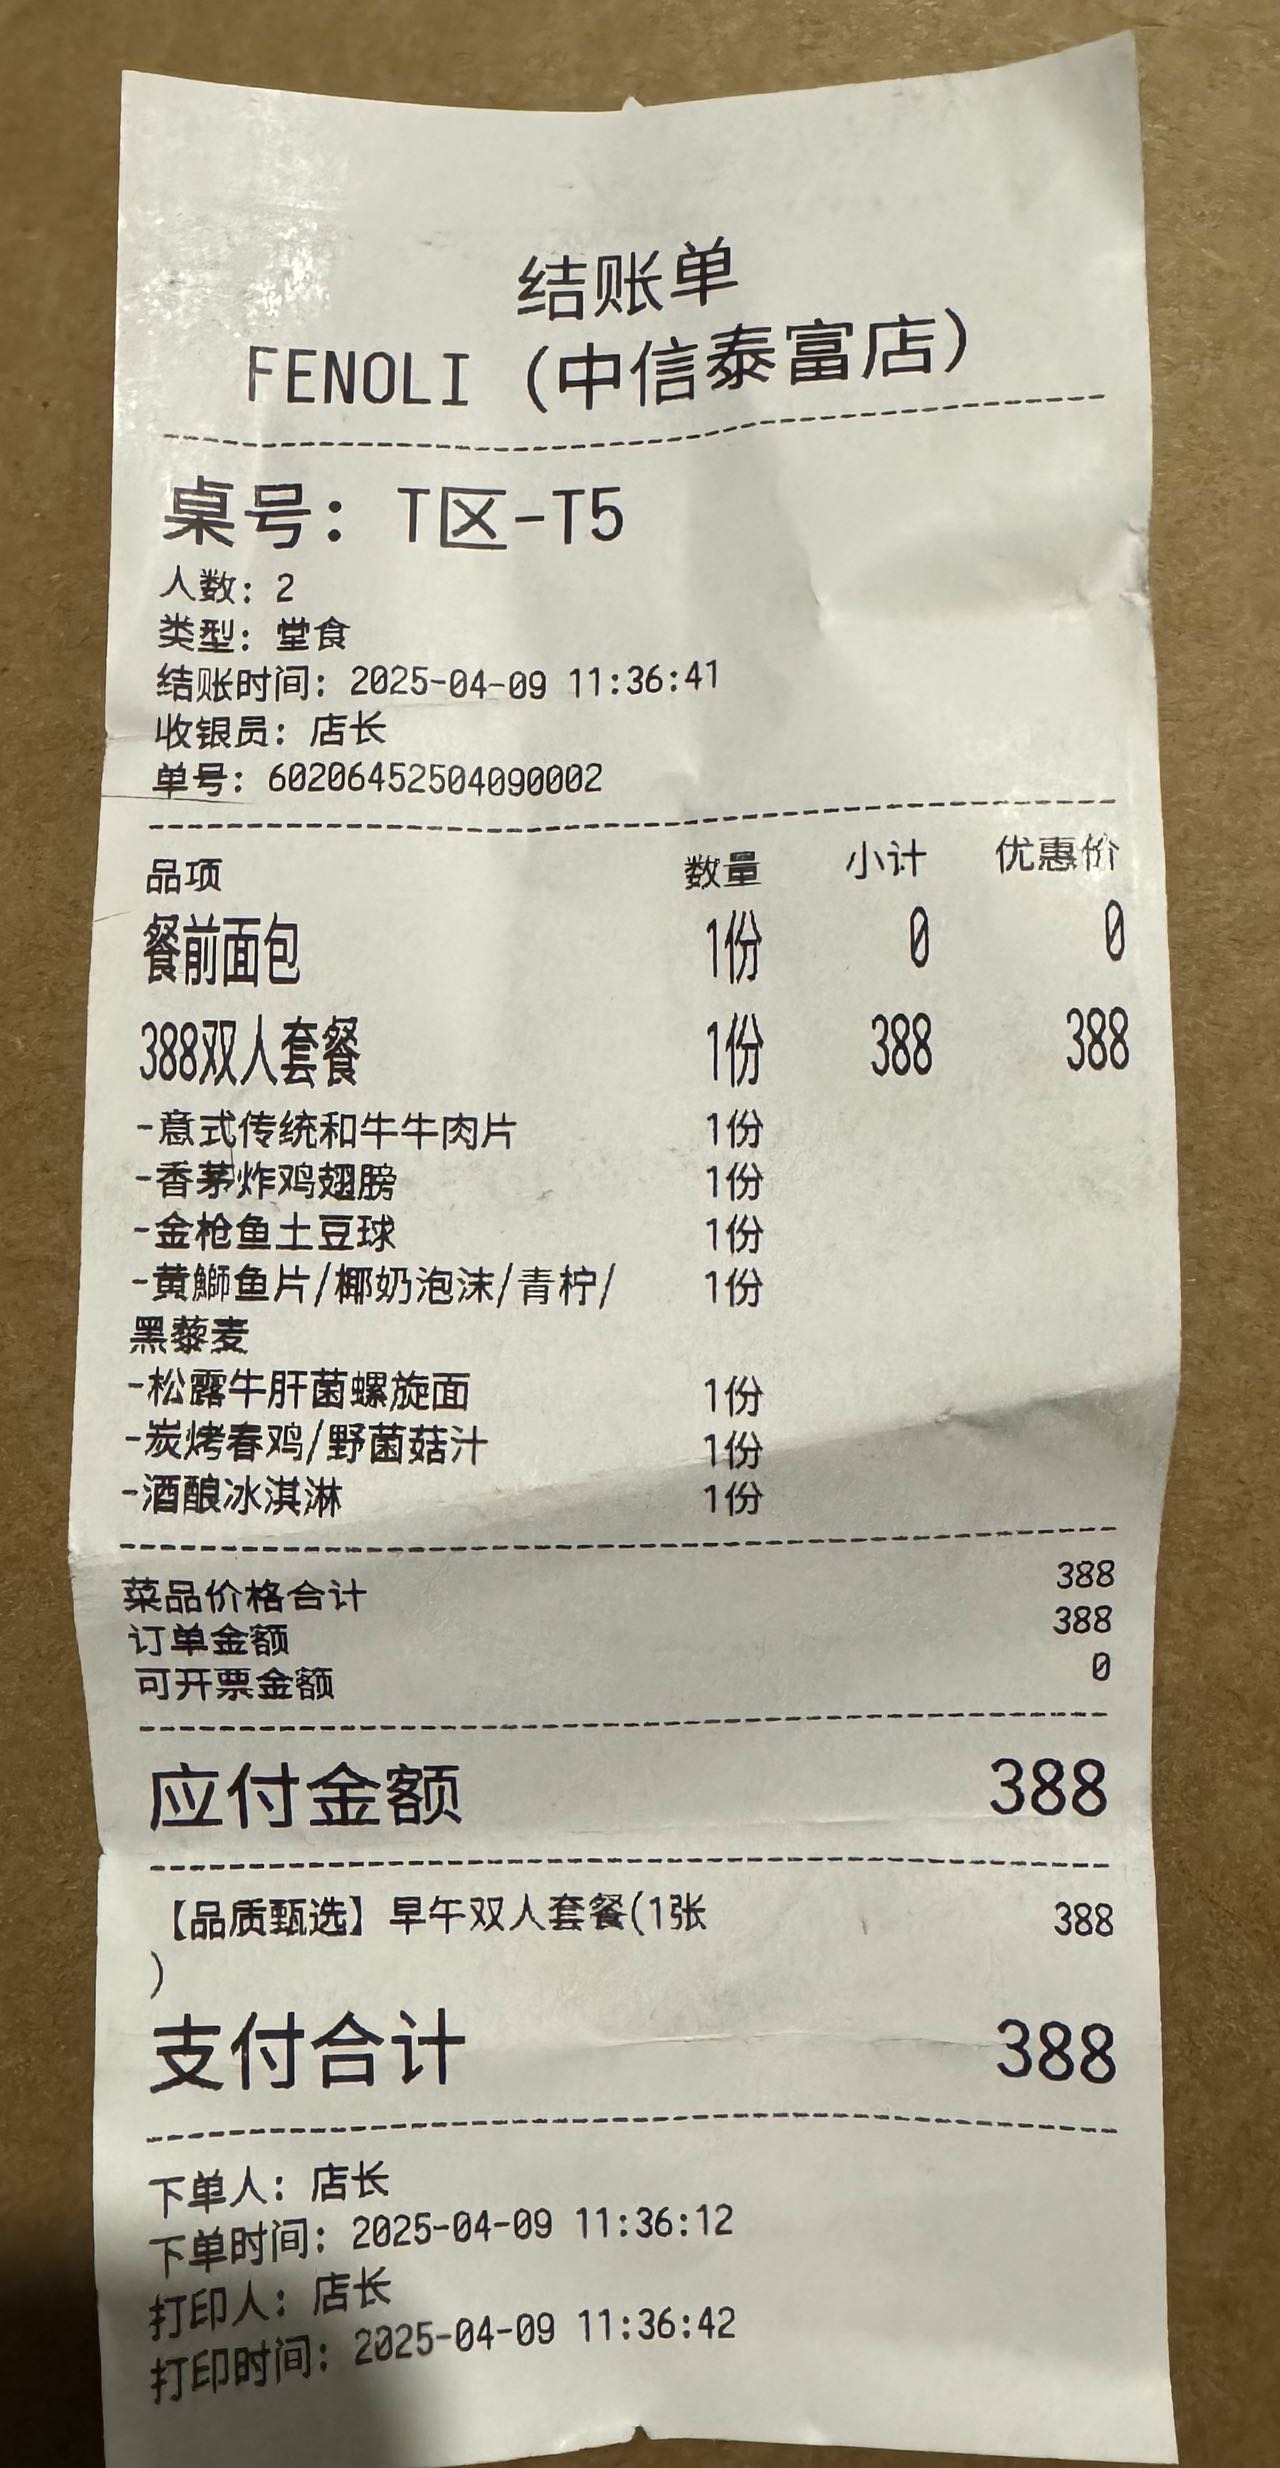 结账单
FENOLI (中信泰富店)
桌号: T区-T5
人数: 2
类型: 堂食
结账时间: 2025-04-09 11:36:41
收银员: 店长
单号: 60206452504090002
品项 数量 小计 优惠价
餐前面包 1份 0 0
388双人套餐 1份 388 388
-意式传统和牛牛肉片 1份
-香茅炸鸡翅膀 1份
-金枪鱼土豆球 1份
-黄鰤鱼片/椰奶泡沫/青柠/ 1份
黑藜麦
-松露牛肝菌螺旋面 1份
-炭烤春鸡/野菌菇汁 1份
-酒酿冰淇淋 1份
菜品价格合计 388
订单金额 388
可开票金额 0
应付金额 388
【品质甄选】早午双人套餐(1张 388
)
支付合计 388
下单人: 店长
下单时间: 2025-04-09 11:36:12
打印人: 店长
打印时间: 2025-04-09 11:36:42